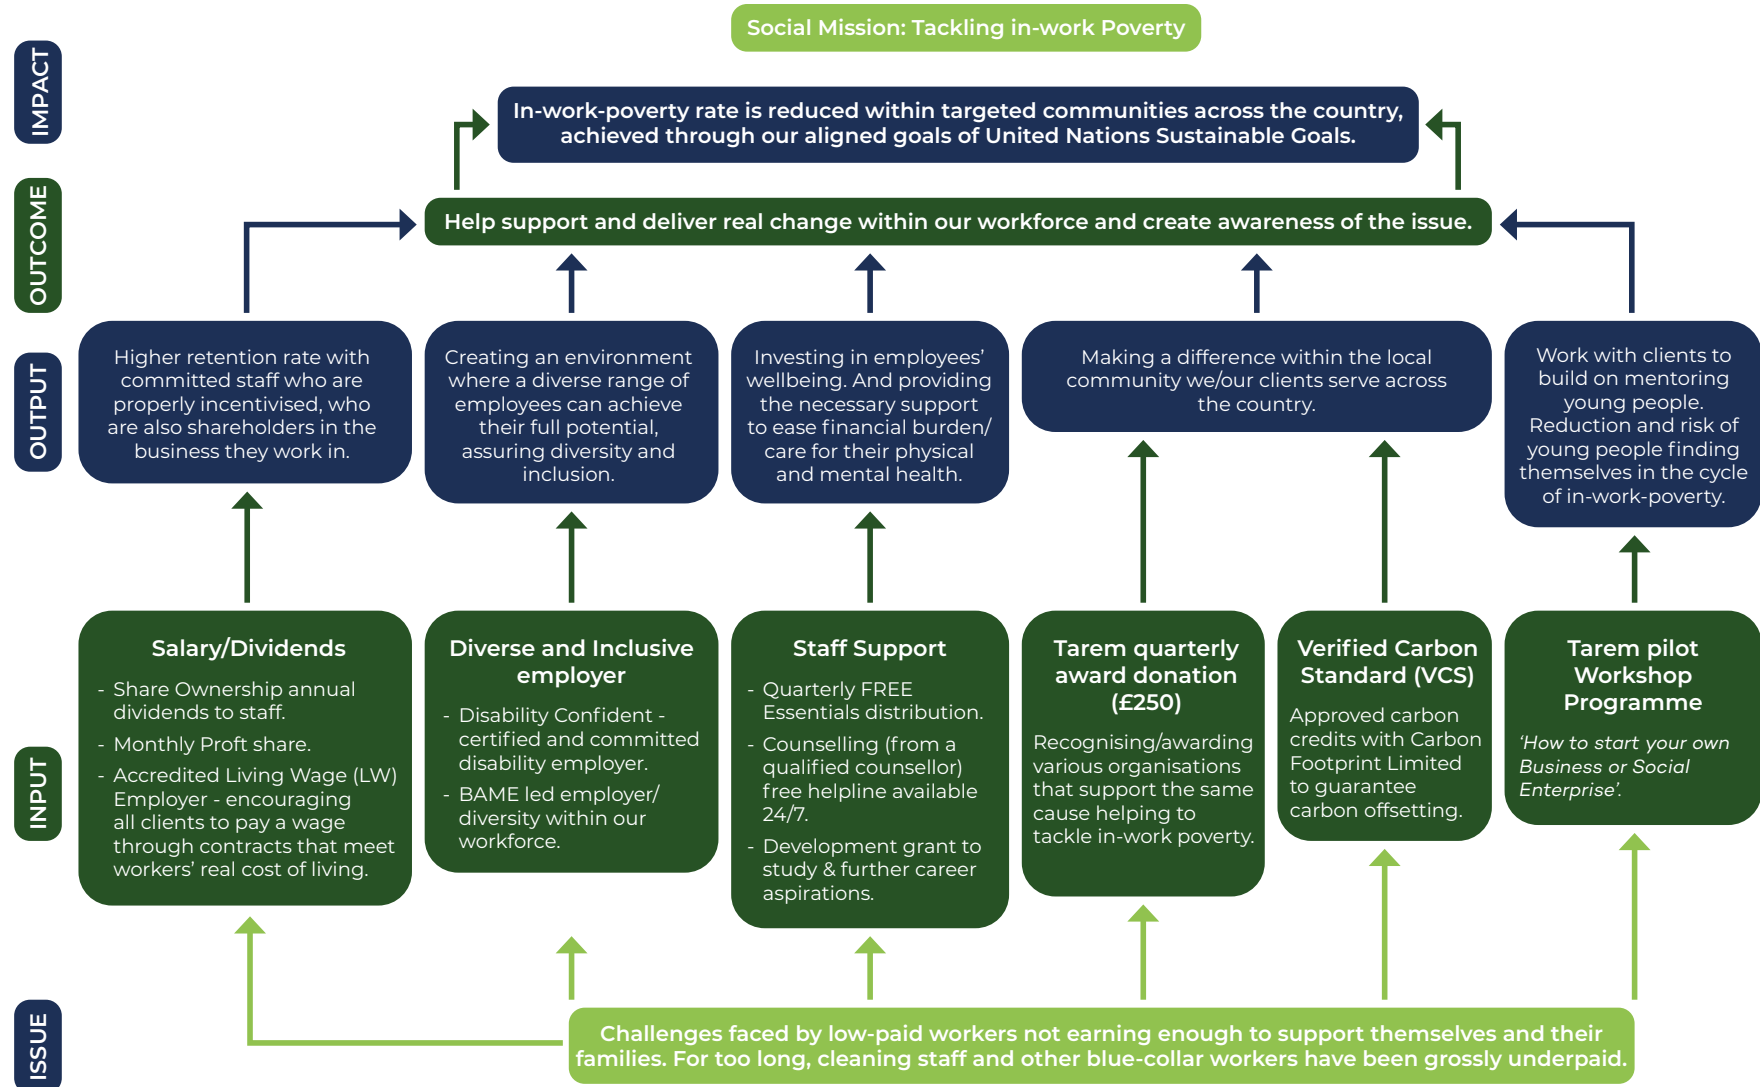 Social Mission: Tackling in-work Poverty
IMPACT
In-work-poverty rate is reduced within targeted communities across the country,
achieved through our aligned goals of United Nations Sustainable Goals.
OUTCOME
Help support and deliver real change within our workforce and create awareness of the issue.
OUTPUT
Higher retention rate with
committed staff who are
properly incentivised, who
are also shareholders in the
business they work in.
Creating an environment
where a diverse range of
employees can achieve
their full potential,
assuring diversity and
inclusion.
Investing in employees’
wellbeing. And providing
the necessary support
to ease financial burden/
care for their physical
and mental health.
Making a difference within the local
community we/our clients serve across
the country.
Work with clients to
build on mentoring
young people.
Reduction and risk of
young people finding
themselves in the cycle
of in-work-poverty.
INPUT
Salary/Dividends
- Share Ownership annual
dividends to staff.
- Monthly Proft share.
- Accredited Living Wage (LW)
Employer - encouraging
all clients to pay a wage
through contracts that meet
workers’ real cost of living.
Diverse and Inclusive
employer
- Disability Confident -
certified and committed
disability employer.
- BAME led employer/
diversity within our
workforce.
Staff Support
- Quarterly FREE
Essentials distribution.
- Counselling (from a
qualified counsellor)
free helpline available
24/7.
- Development grant to
study & further career
aspirations.
Tarem quarterly
award donation
(£250)
Recognising/awarding
various organisations
that support the same
cause helping to
tackle in-work poverty.
Verified Carbon
Standard (VCS)
Approved carbon
credits with Carbon
Footprint Limited
to guarantee
carbon offsetting.
Tarem pilot
Workshop
Programme
‘How to start your own
Business or Social
Enterprise’.
ISSUE
Challenges faced by low-paid workers not earning enough to support themselves and their
families. For too long, cleaning staff and other blue-collar workers have been grossly underpaid.